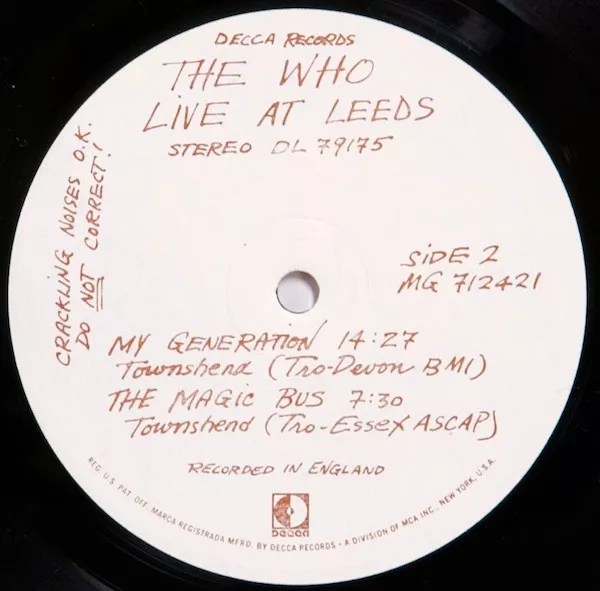 DECCA RECORDS
THE WHO
LIVE AT LEEDS
STEREO DL 79175
CRACKLING NOISES O.K.
DO NOT CORRECT!
SIDE 2
MG 712421
MY GENERATION 14:27
Townshend (Tro-Devon BMI)
THE MAGIC BUS 7:30
Townshend (Tro-Essex ASCAP)
RECORDED IN ENGLAND
DECCA
REG. U.S. PAT. OFF. MARCA REGISTRADA MFRD. BY DECCA RECORDS • A DIVISION OF MCA INC., NEW YORK, U.S.A.